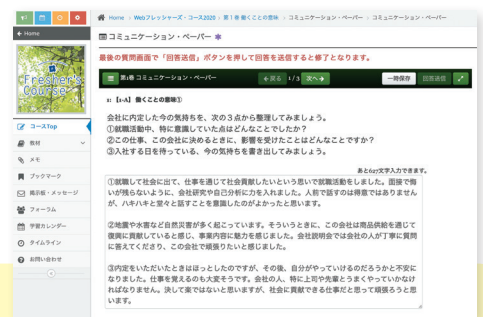 Home
Home > Webフレッシャーズ・コース2020 > 第1巻 働くことの意味 > コミュニケーション・ペーパー > コミュニケーション・ペーパー
コミュニケーション・ペーパー
最後の質問画面で「回答送信」ボタンを押して回答を送信すると修了となります。
第1巻 コミュニケーション・ペーパー
←戻る 1/3 次へ→
一時保存
回答送信
Fresher's
Course
コースTop
教材
メモ
ブックマーク
掲示板・メッセージ
フォーラム
学習カレンダー
タイムライン
お問い合わせ
1: 【1-A】 働くことの意味①
会社に内定した今の気持ちを、次の３点から整理してみましょう。
①就職活動中、特に意識していた点はどんなことでしたか？
②この仕事、この会社に決めるときに、影響を受けたことはどんなことですか？
③入社する日を待っている、今の気持ちを書き出してみましょう。
あと627文字入力できます。
①就職して社会に出て、仕事を通じて社会貢献したいという思いで就職活動をしました。面接で悔
いが残らないように、会社研究や自己分析に力を入れました。人前で話すのは得意ではありません
が、ハキハキと堂々と話すことを意識したのがよかったと思います。
②地震や水害など自然災害が多く起こっています。そういうときに、この会社は商品供給を通じて
復興に貢献していると感じ、事業内容に魅力を感じました。会社説明会では会社の人が丁寧に質問
に答えてくださり、この会社で頑張りたいと感じました。
③内定をいただいたときはほっとしたのですが、その後、自分がやっていけるのだろうかと不安に
なりました。仕事を覚えるのも大変そうです。会社の人、特に上司や先輩とうまくやっていかなけ
ればなりません。決して楽ではないと思いますが、社会に貢献できる仕事だと思って頑張ろうと思
います。